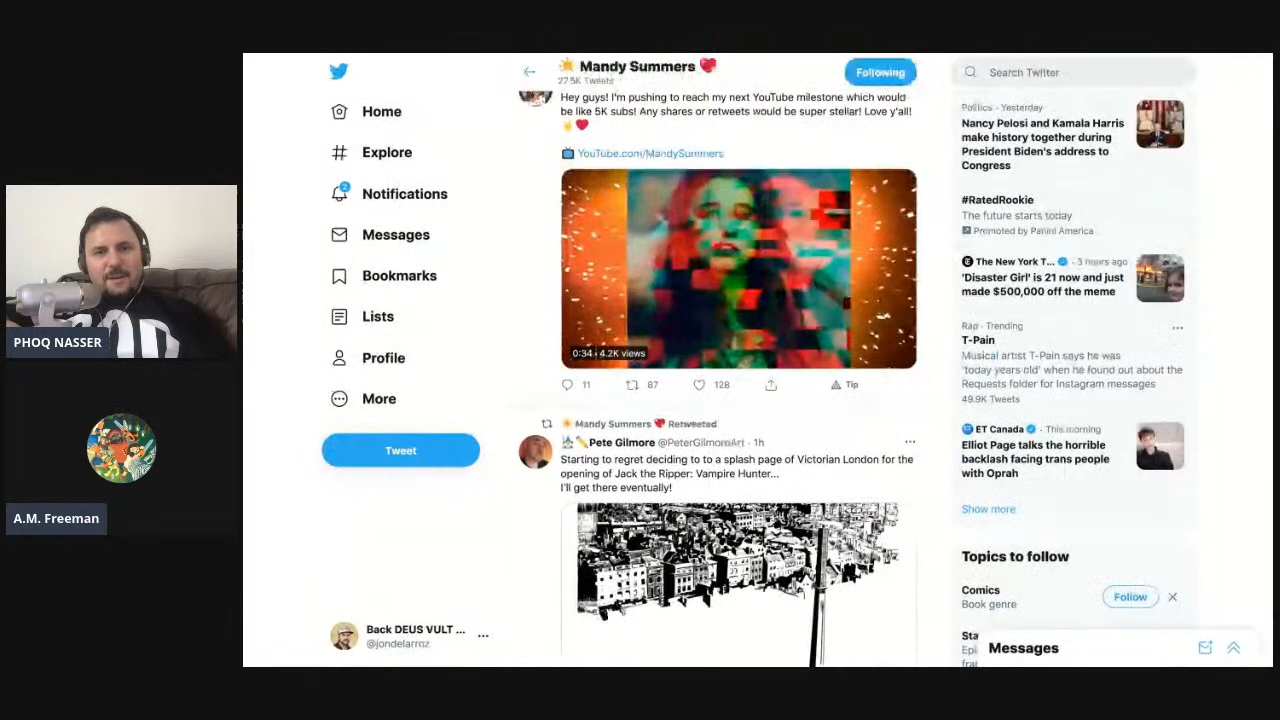 PHOQ NASSER
A.M. Freeman
Home
Explore
2
Notifications
Messages
Bookmarks
Lists
Profile
More
Tweet
Back DEUS VULT ...
@jondelarroz
Mandy Summers
27.5K Tweets
Following
Hey guys! I'm pushing to reach my next YouTube milestone which would
be like 5K subs! Any shares or retweets would be super stellar! Love y'all!
YouTube.com/MandySummers
0:34 · 4.2K views
11
87
128
Tip
Mandy Summers Retweeted
Pete Gilmore @PeterGilmoreArt · 1h
Starting to regret deciding to to a splash page of Victorian London for the
opening of Jack the Ripper: Vampire Hunter...
I'll get there eventually!
Search Twitter
Politics · Yesterday
Nancy Pelosi and Kamala Harris
make history together during
President Biden's address to
Congress
#RatedRookie
The future starts today
Promoted by Panini America
The New York T... · 3 hours ago
'Disaster Girl' is 21 now and just
made $500,000 off the meme
Rap · Trending
T-Pain
Musical artist T-Pain says he was
'today years old' when he found out about the
Requests folder for Instagram messages
49.9K Tweets
ET Canada · This morning
Elliot Page talks the horrible
backlash facing trans people
with Oprah
Show more
Topics to follow
Comics
Book genre
Follow
Sta
Epi
Messages